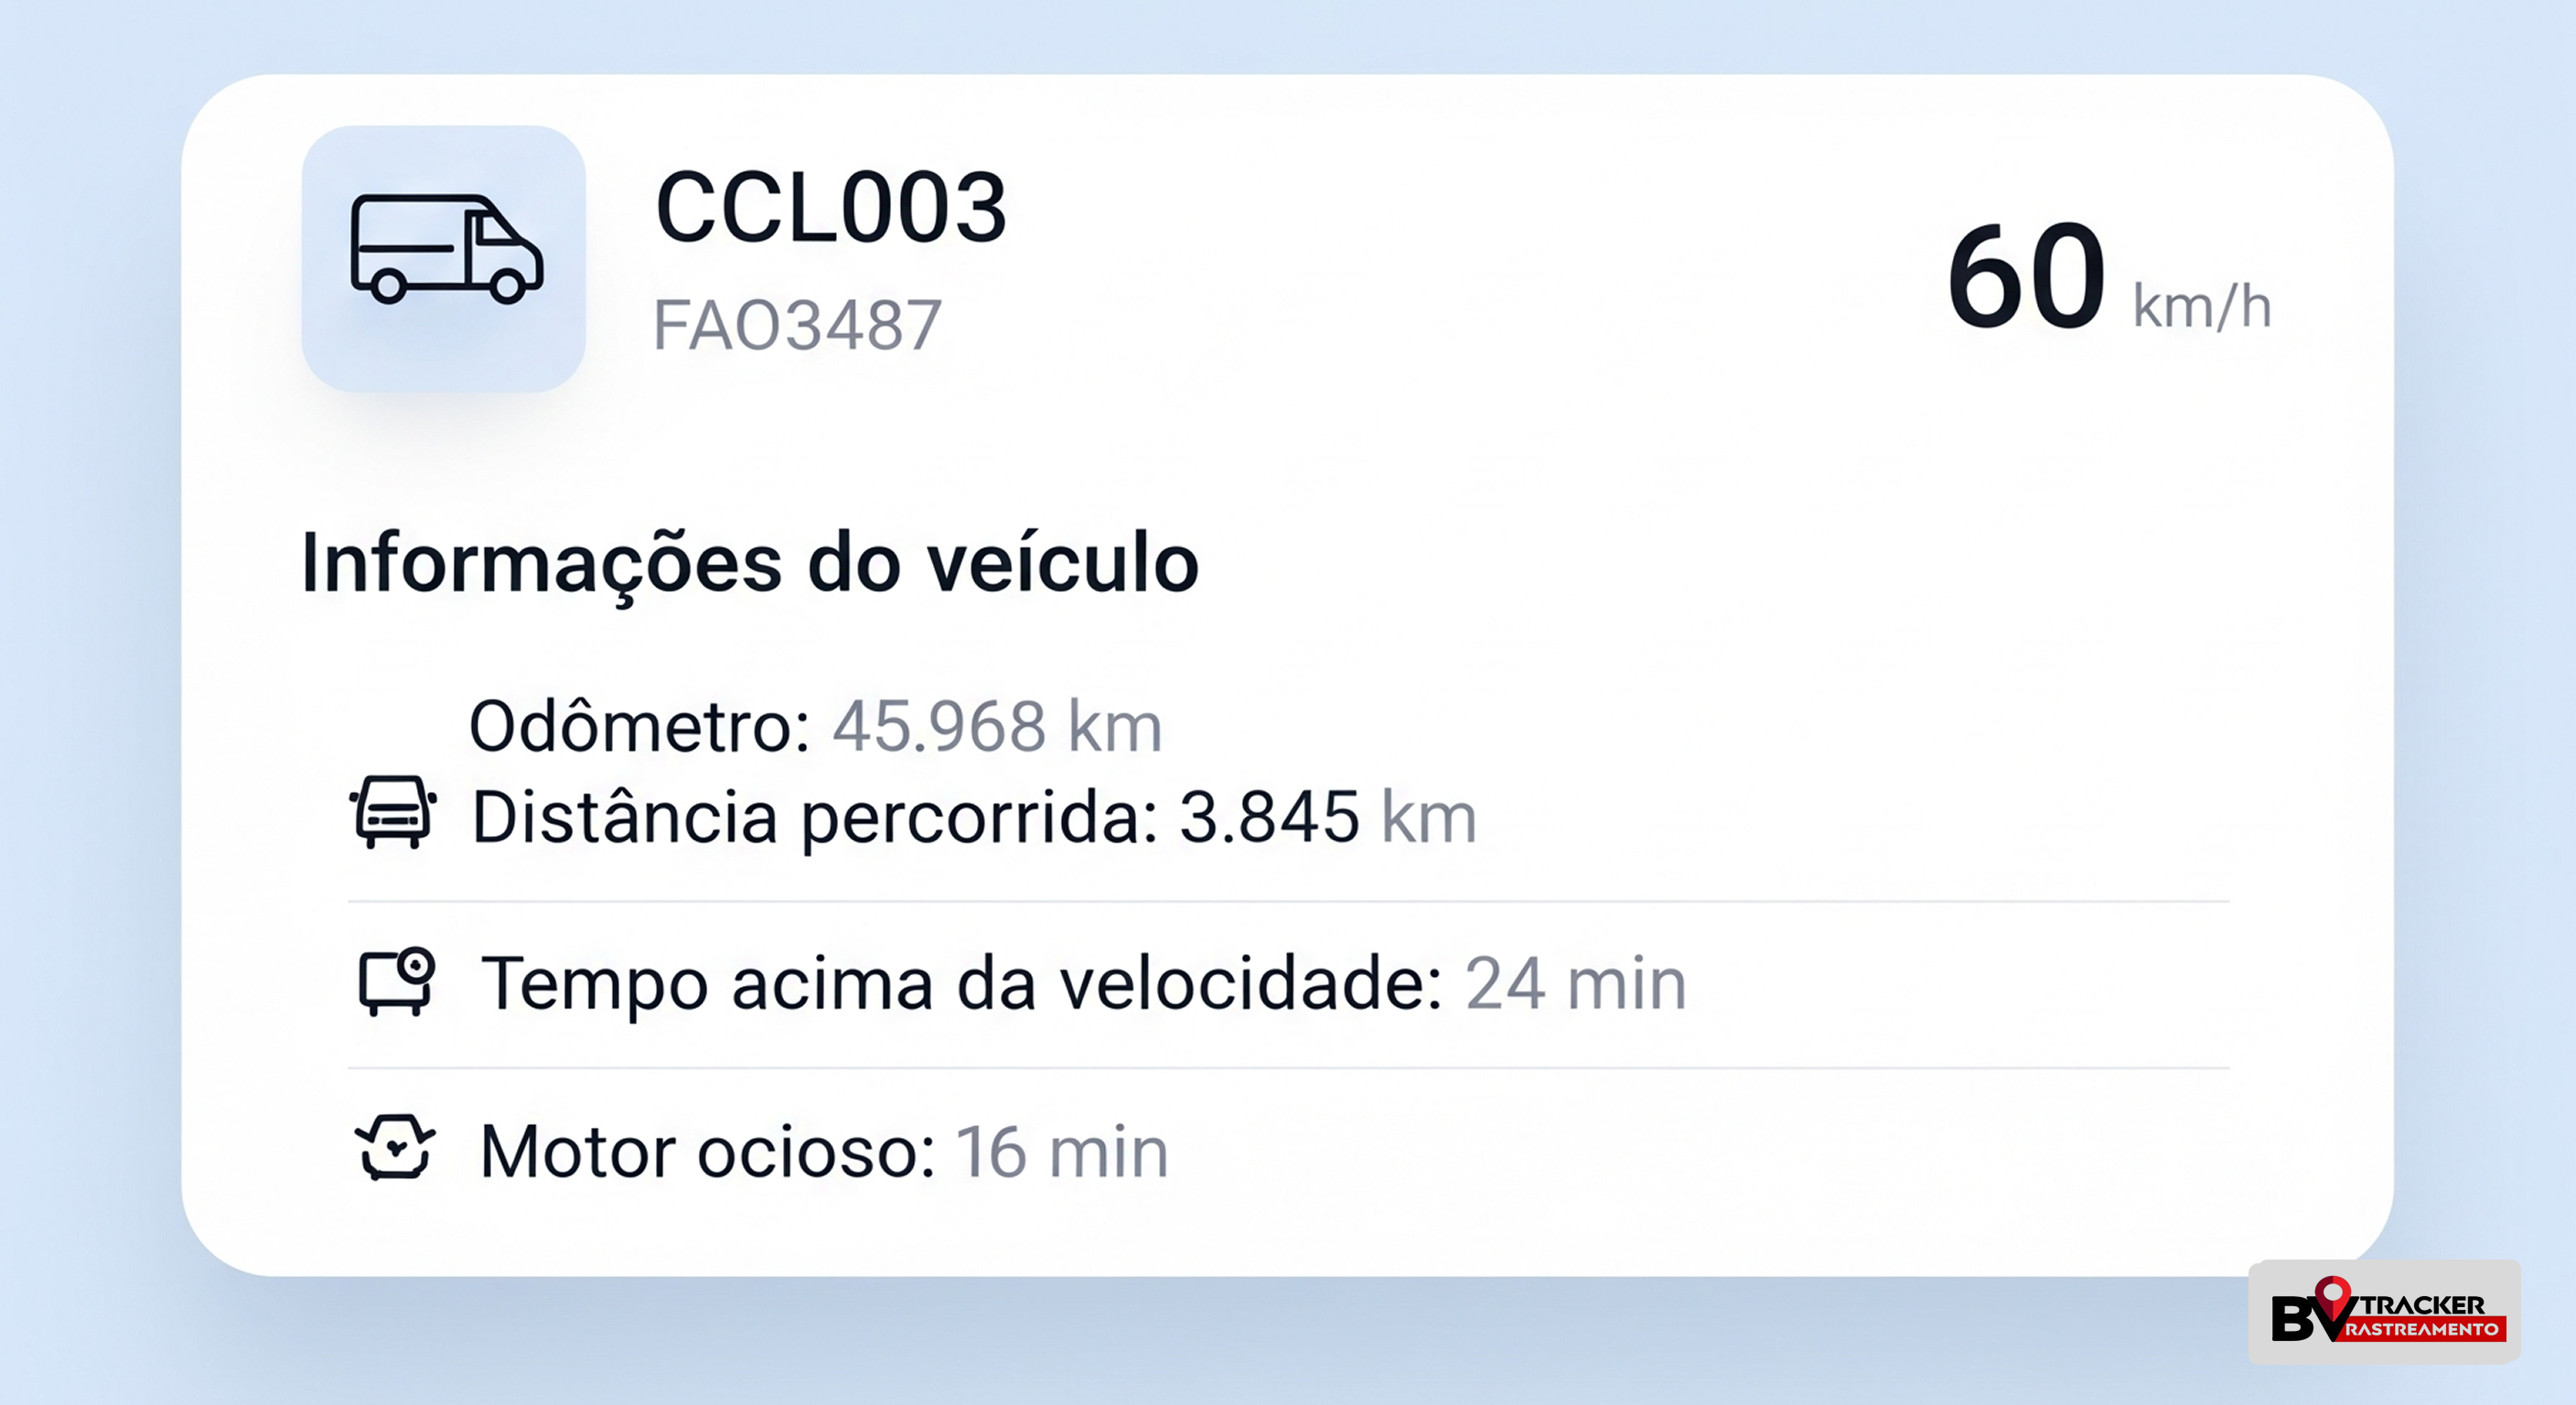 CCL003
FAO3487
60 km/h
Informações do veículo
Odômetro: 45.968 km
Distância percorrida: 3.845 km
Tempo acima da velocidade: 24 min
Motor ocioso: 16 min
BV TRACKER
RASTREAMENTO